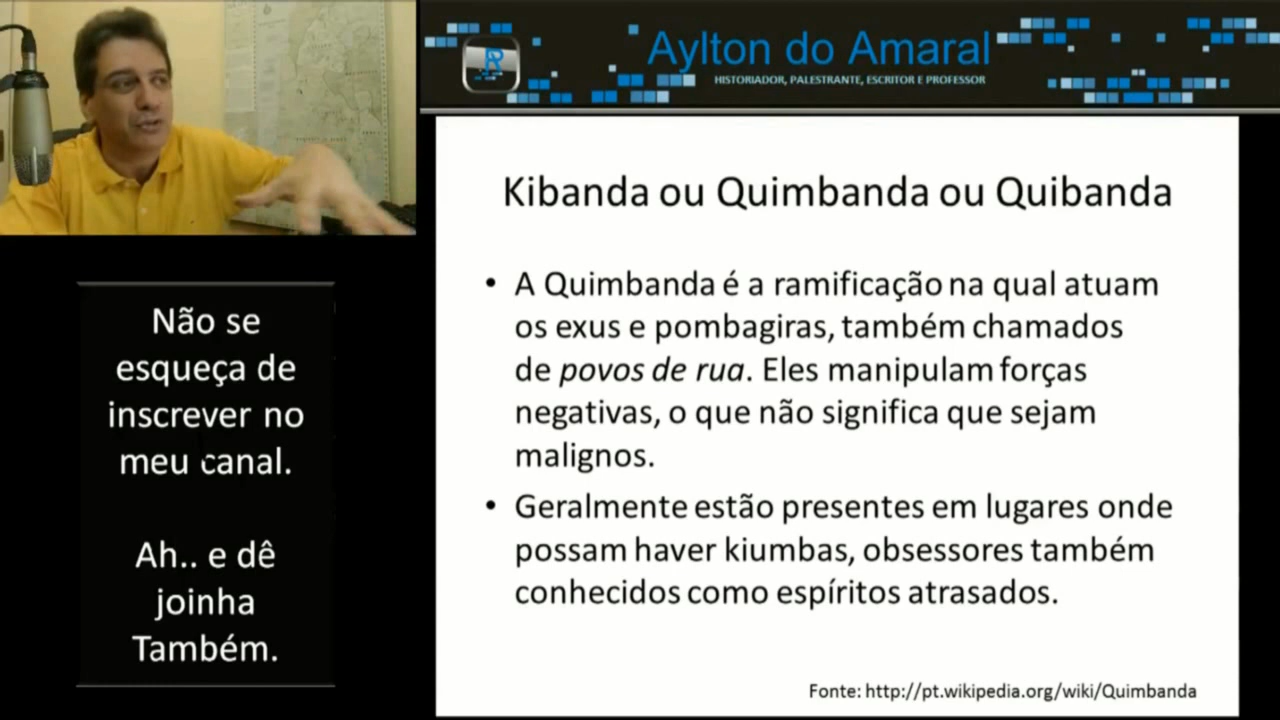 Aylton do Amaral
HISTORIADOR, PALESTRANTE, ESCRITOR E PROFESSOR
R
Kibanda ou Quimbanda ou Quibanda
• A Quimbanda é a ramificação na qual atuam
os exus e pombagiras, também chamados
de povos de rua. Eles manipulam forças
negativas, o que não significa que sejam
malignos.
• Geralmente estão presentes em lugares onde
possam haver kiumbas, obsessores também
conhecidos como espíritos atrasados.
Fonte: http://pt.wikipedia.org/wiki/Quimbanda
Não se
esqueça de
inscrever no
meu canal.
Ah.. e dê
joinha
Também.